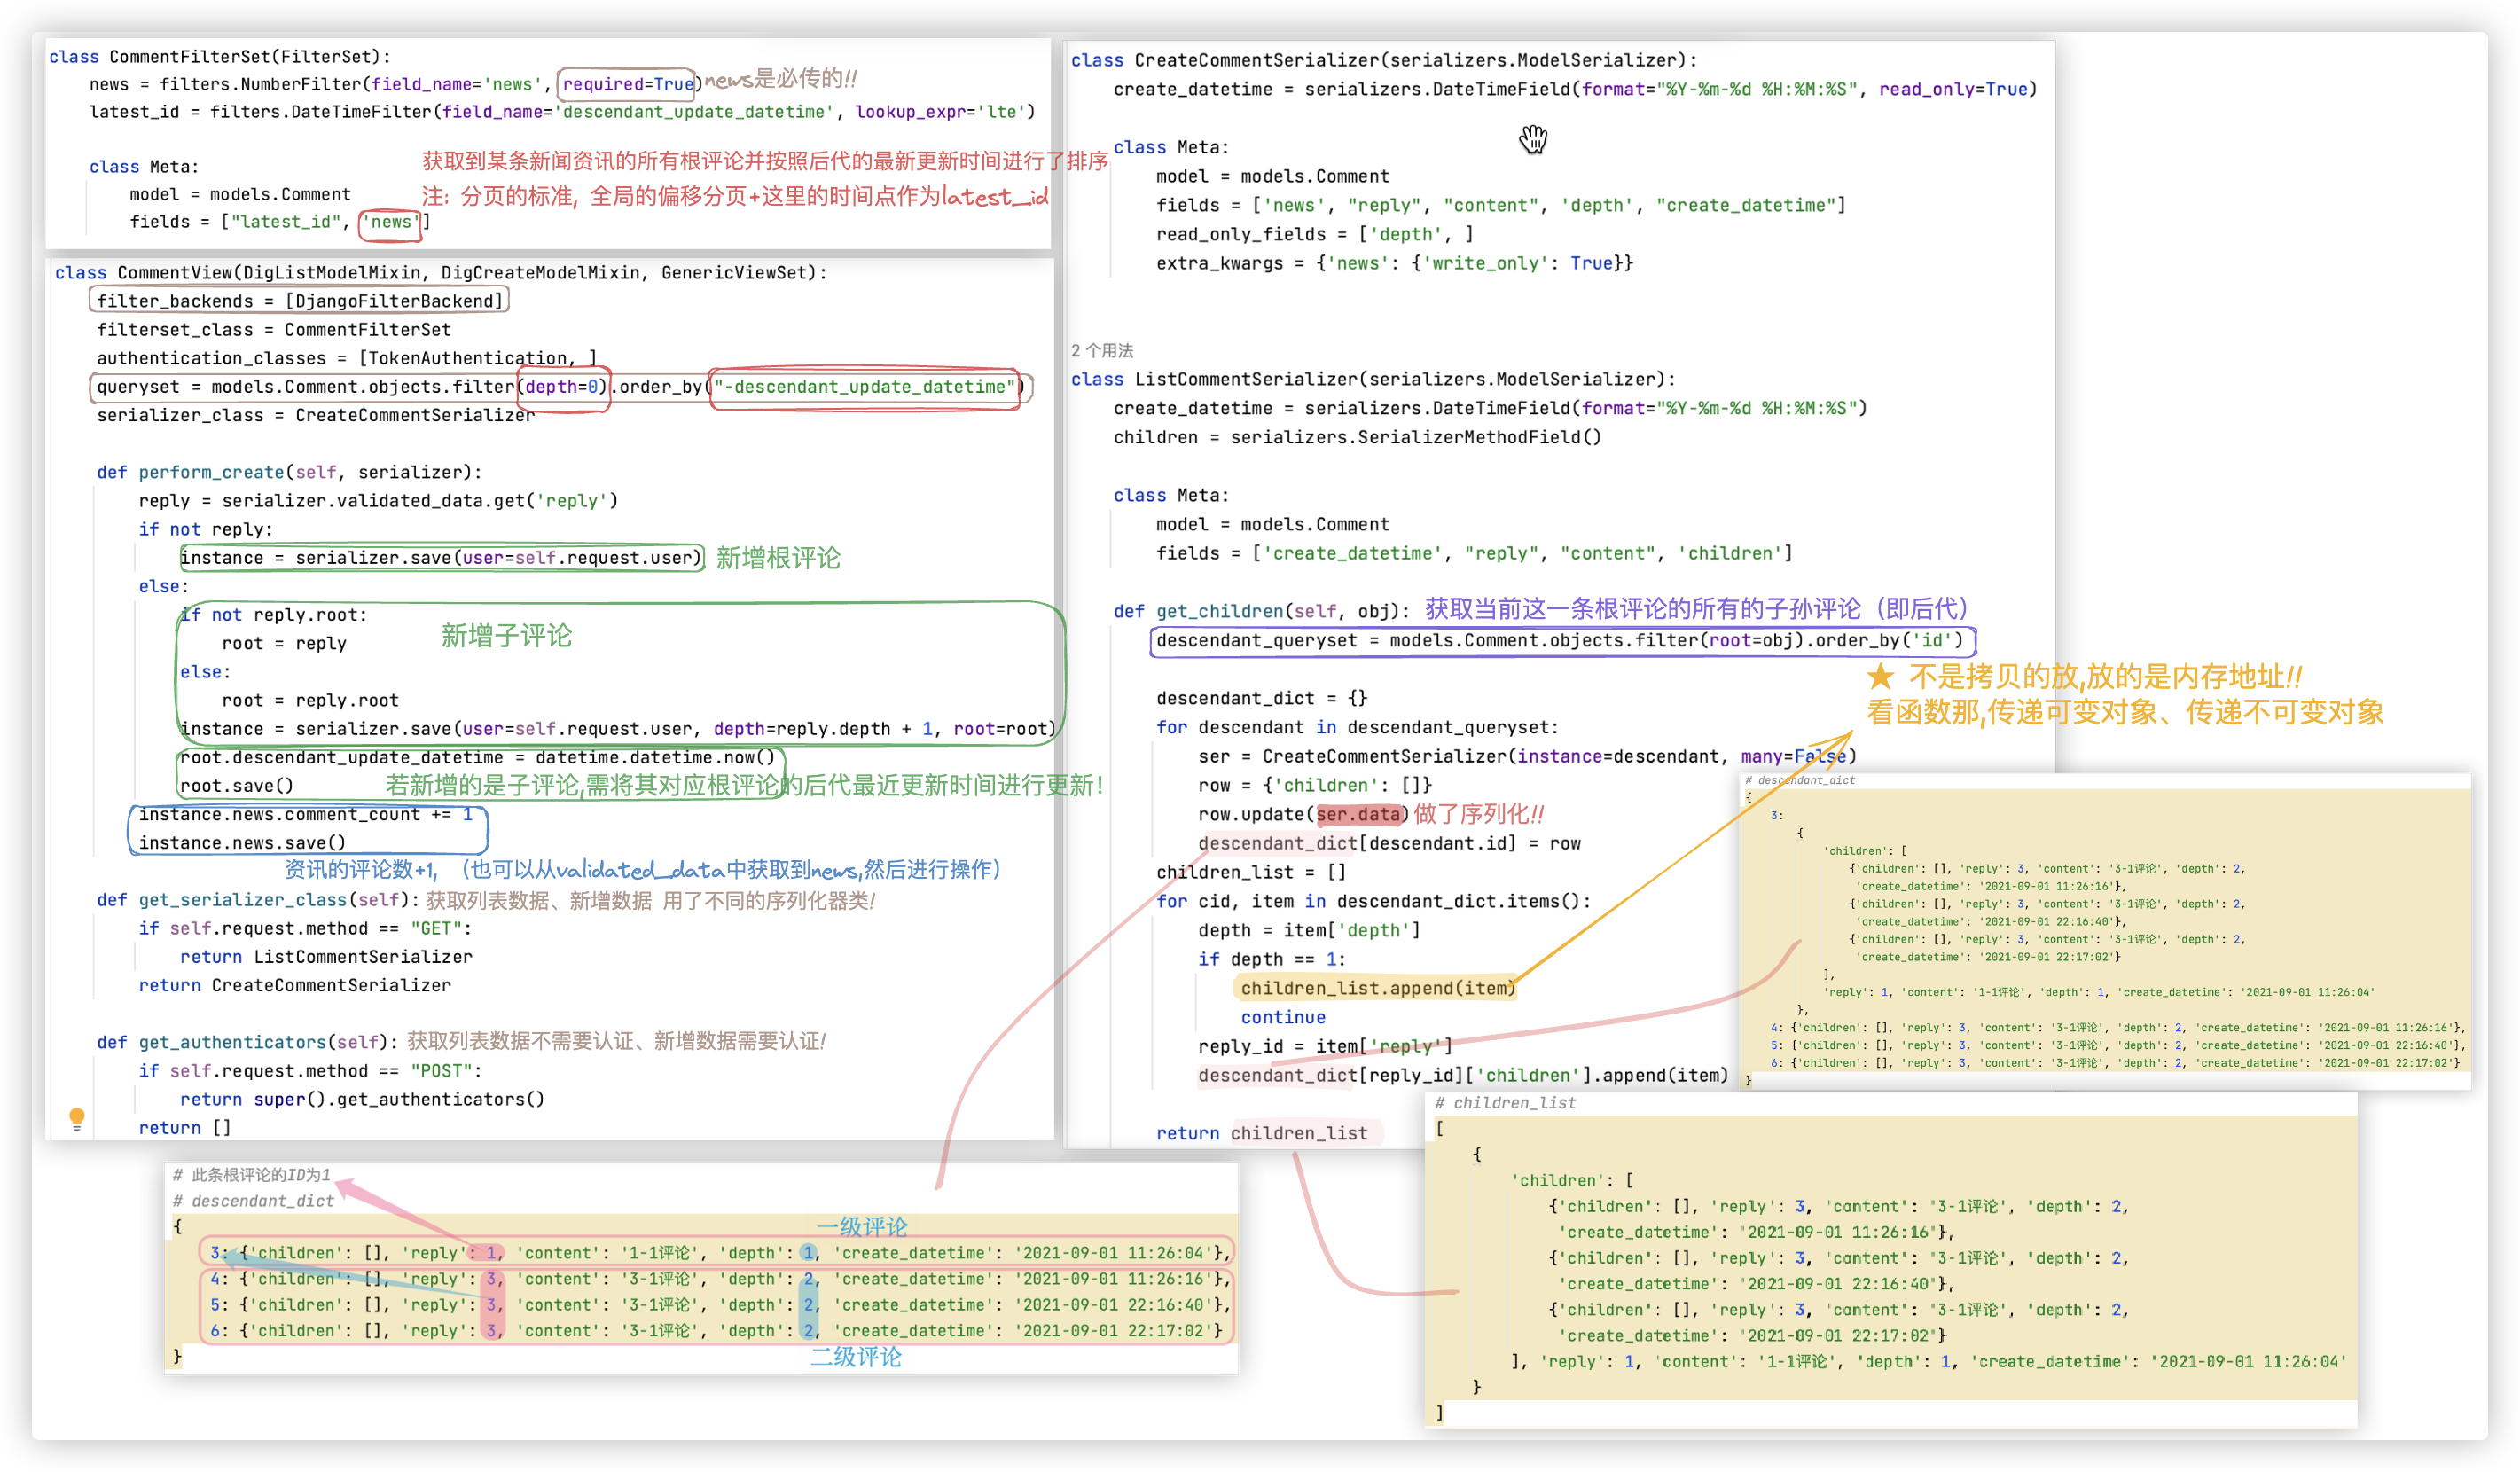 class CommentFilterSet(FilterSet):
news = filters.NumberFilter(field_name='news', required=True) news是必传的!!
latest_id = filters.DateTimeFilter(field_name='descendant_update_datetime', lookup_expr='lte')
class Meta:
获取到某条新闻资讯的所有根评论并按照后代的最新更新时间进行了排序
model = models.Comment
注: 分页的标准, 全局的偏移分页+这里的时间点作为latest_id
fields = ["latest_id", 'news']
class CommentView(DigListModelMixin, DigCreateModelMixin, GenericViewSet):
filter_backends = [DjangoFilterBackend]
filterset_class = CommentFilterSet
authentication_classes = [TokenAuthentication, ]
queryset = models.Comment.objects.filter(depth=0).order_by("-descendant_update_datetime")
serializer_class = CreateCommentSerializer
def perform_create(self, serializer):
reply = serializer.validated_data.get('reply')
if not reply:
instance = serializer.save(user=self.request.user) 新增根评论
else:
if not reply.root:
新增子评论
root = reply
else:
root = reply.root
instance = serializer.save(user=self.request.user, depth=reply.depth + 1, root=root)
root.descendant_update_datetime = datetime.datetime.now()
root.save() 若新增的是子评论,需将其对应根评论的后代最近更新时间进行更新!
instance.news.comment_count += 1
instance.news.save()
资讯的评论数+1, (也可以从validated_data中获取到news,然后进行操作)
def get_serializer_class(self): 获取列表数据、新增数据 用了不同的序列化器类!
if self.request.method == "GET":
return ListCommentSerializer
return CreateCommentSerializer
def get_authenticators(self): 获取列表数据不需要认证、新增数据需要认证!
if self.request.method == "POST":
return super().get_authenticators()
return []
class CreateCommentSerializer(serializers.ModelSerializer):
create_datetime = serializers.DateTimeField(format="%Y-%m-%d %H:%M:%S", read_only=True)
class Meta:
model = models.Comment
fields = ['news', "reply", "content", 'depth', "create_datetime"]
read_only_fields = ['depth', ]
extra_kwargs = {'news': {'write_only': True}}
2 个用法
class ListCommentSerializer(serializers.ModelSerializer):
create_datetime = serializers.DateTimeField(format="%Y-%m-%d %H:%M:%S")
children = serializers.SerializerMethodField()
class Meta:
model = models.Comment
fields = ['create_datetime', "reply", "content", 'children']
def get_children(self, obj): 获取当前这一条根评论的所有的子孙评论 (即后代)
descendant_queryset = models.Comment.objects.filter(root=obj).order_by('id')
★ 不是拷贝的放,放的是内存地址!!
看函数那,传递可变对象、传递不可变对象
descendant_dict = {}
for descendant in descendant_queryset:
ser = CreateCommentSerializer(instance=descendant, many=False)
row = {'children': []}
row.update(ser.data) 做了序列化!!
descendant_dict[descendant.id] = row
children_list = []
for cid, item in descendant_dict.items():
depth = item['depth']
if depth == 1:
children_list.append(item)
continue
reply_id = item['reply']
descendant_dict[reply_id]['children'].append(item)
return children_list
# descendant_dict
{
3:
{
'children': [
{'children': [], 'reply': 3, 'content': '3-1评论', 'depth': 2,
'create_datetime': '2021-09-01 11:26:16'},
{'children': [], 'reply': 3, 'content': '3-1评论', 'depth': 2,
'create_datetime': '2021-09-01 22:16:40'},
{'children': [], 'reply': 3, 'content': '3-1评论', 'depth': 2,
'create_datetime': '2021-09-01 22:17:02'}
],
'reply': 1, 'content': '1-1评论', 'depth': 1, 'create_datetime': '2021-09-01 11:26:04'
},
4: {'children': [], 'reply': 3, 'content': '3-1评论', 'depth': 2, 'create_datetime': '2021-09-01 11:26:16'},
5: {'children': [], 'reply': 3, 'content': '3-1评论', 'depth': 2, 'create_datetime': '2021-09-01 22:16:40'},
6: {'children': [], 'reply': 3, 'content': '3-1评论', 'depth': 2, 'create_datetime': '2021-09-01 22:17:02'}
}
# 此条根评论的ID为1
# descendant_dict
{
一级评论
3: {'children': [], 'reply': 1, 'content': '1-1评论', 'depth': 1, 'create_datetime': '2021-09-01 11:26:04'},
4: {'children': [], 'reply': 3, 'content': '3-1评论', 'depth': 2, 'create_datetime': '2021-09-01 11:26:16'},
5: {'children': [], 'reply': 3, 'content': '3-1评论', 'depth': 2, 'create_datetime': '2021-09-01 22:16:40'},
6: {'children': [], 'reply': 3, 'content': '3-1评论', 'depth': 2, 'create_datetime': '2021-09-01 22:17:02'}
}
二级评论
# children_list
[
{
'children': [
{'children': [], 'reply': 3, 'content': '3-1评论', 'depth': 2,
'create_datetime': '2021-09-01 11:26:16'},
{'children': [], 'reply': 3, 'content': '3-1评论', 'depth': 2,
'create_datetime': '2021-09-01 22:16:40'},
{'children': [], 'reply': 3, 'content': '3-1评论', 'depth': 2,
'create_datetime': '2021-09-01 22:17:02'}
], 'reply': 1, 'content': '1-1评论', 'depth': 1, 'create_datetime': '2021-09-01 11:26:04'
}
]